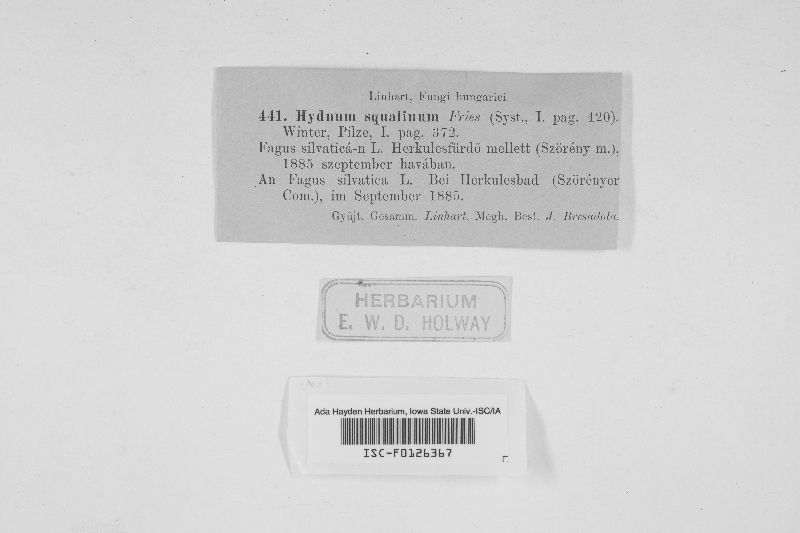 Linhart, Fungi hungarici.
441. Hydnum squalinum Fries (Syst., I. pag. 420).
Winter, Pilze, I. pag. 372.
Fagus silvaticá-n L. Herkulesfürdő mellett (Szörény m.),
1885 szeptember havában.
An Fagus silvatica L. Bei Herkulesbad (Szörényer
Com.), im September 1885.
Gyűjt. Gesamm. Linhart. Megh. Best. J. Bresadola.
HERBARIUM
E. W. D. HOLWAY
Ada Hayden Herbarium, Iowa State Univ.-ISC/IA
ISC-F0126367